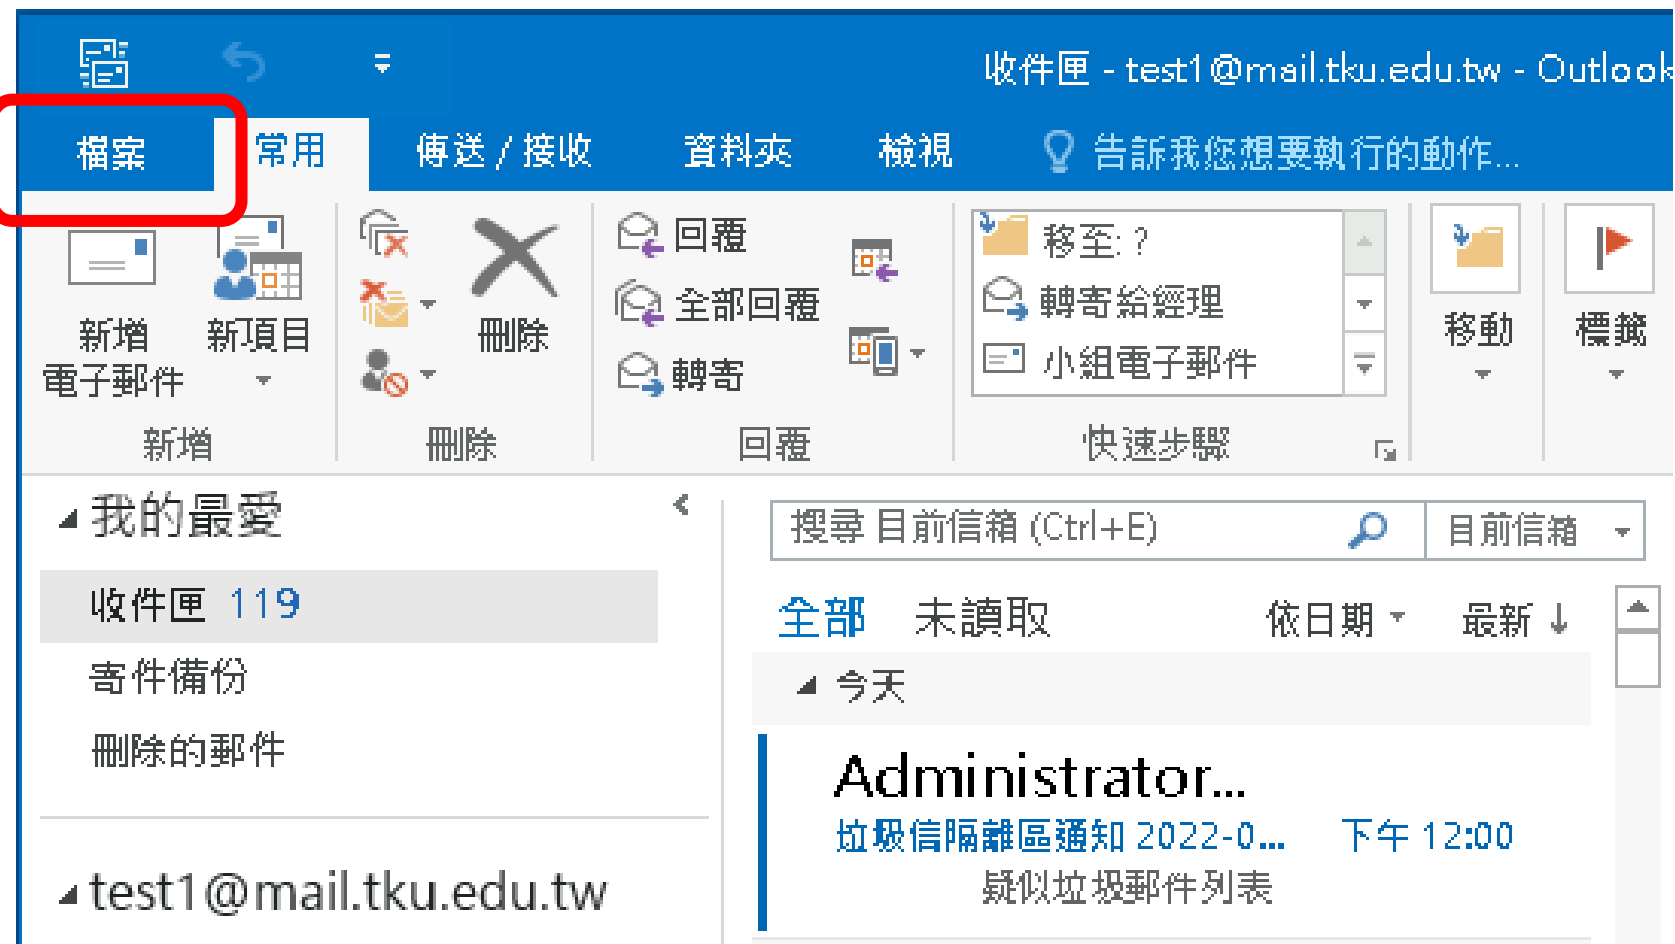 收件匣 - test1@mail.tku.edu.tw - Outlook
檔案 常用 傳送 / 接收 資料夾 檢視 告訴我您想要執行的動作...
新增
電子郵件
新項目
新增
刪除
刪除
回覆
全部回覆
轉寄
回覆
移至: ?
轉寄給經理
小組電子郵件
快速步驟
移動
標籤
我的最愛
收件匣 119
寄件備份
刪除的郵件
test1@mail.tku.edu.tw
搜尋 目前信箱 (Ctrl+E) 目前信箱
全部 未讀取 依日期 最新 ↓
今天
Administrator...
垃圾信隔離區通知 2022-0... 下午 12:00
疑似垃圾郵件列表